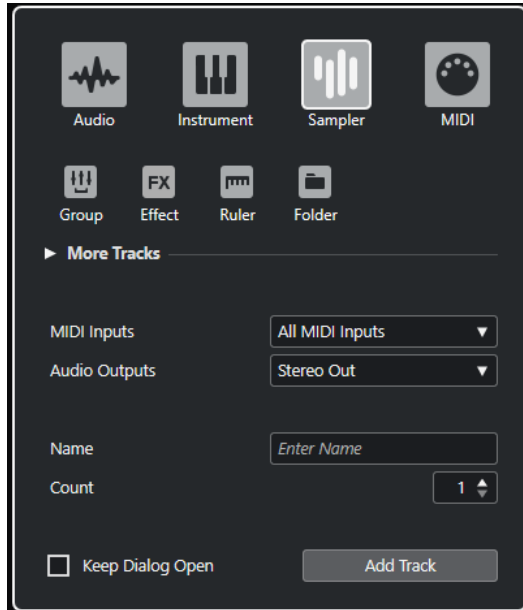 Audio Instrument Sampler MIDI
FX
Group Effect Ruler Folder
More Tracks
MIDI Inputs All MIDI Inputs
Audio Outputs Stereo Out
Name Enter Name
Count 1
Keep Dialog Open Add Track